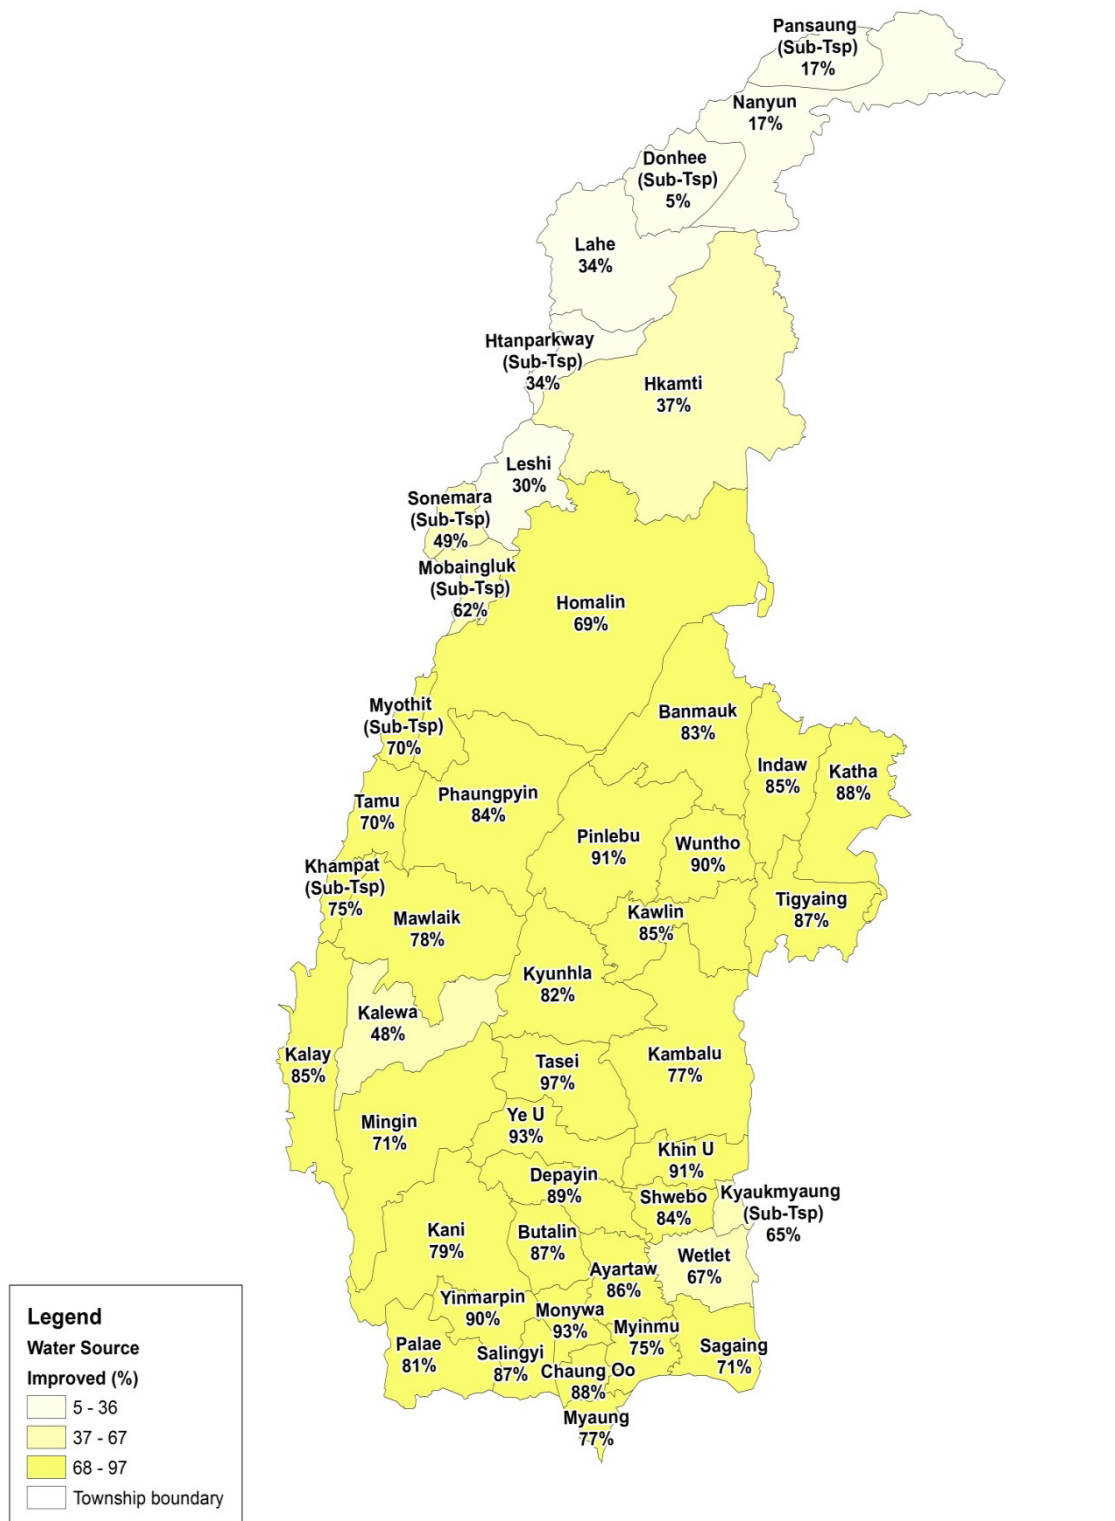 Pansaung
(Sub-Tsp)
17%
Nanyun
17%
Donhee
(Sub-Tsp)
5%
Lahe
34%
Htanparkway
(Sub-Tsp)
34%
Hkamti
37%
Leshi
30%
Sonemara
(Sub-Tsp)
49%
Mobaingluk
(Sub-Tsp)
62%
Homalin
69%
Myothit
(Sub-Tsp)
70%
Banmauk
83%
Indaw
85%
Katha
88%
Tamu
70%
Phaungpyin
84%
Pinlebu
91%
Wuntho
90%
Khampat
(Sub-Tsp)
75%
Mawlaik
78%
Kawlin
85%
Tigyaing
87%
Kyunhla
82%
Kalewa
48%
Kalay
85%
Tasei
97%
Kambalu
77%
Mingin
71%
Ye U
93%
Khin U
91%
Depayin
89%
Shwebo
84%
Kyaukmyaung
(Sub-Tsp)
65%
Kani
79%
Butalin
87%
Wetlet
67%
Ayartaw
86%
Yinmarpin
90%
Monywa
93%
Myinmu
75%
Sagaing
71%
Palae
81%
Salingyi
87%
Chaung Oo
88%
Myaung
77%
Legend
Water Source
Improved (%)
5 - 36
37 - 67
68 - 97
Township boundary